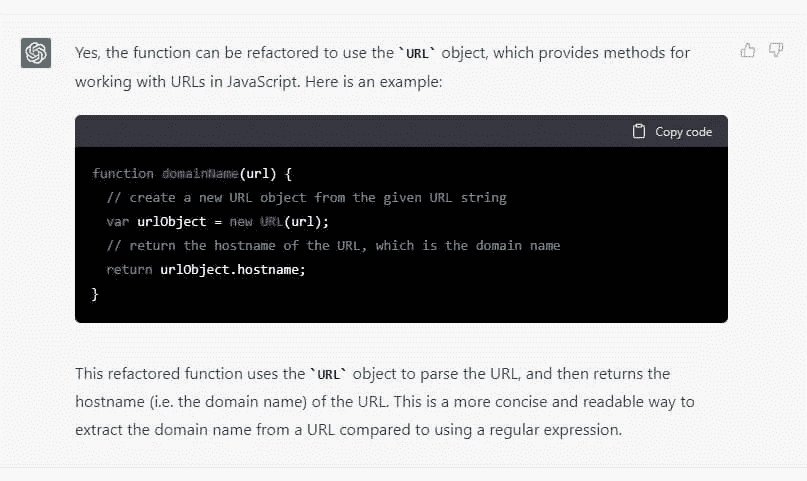 Yes, the function can be refactored to use the `URL` object, which provides methods for
working with URLs in JavaScript. Here is an example:
Copy code
function domainName(url) {
// create a new URL object from the given URL string
var urlObject = new URL(url);
// return the hostname of the URL, which is the domain name
return urlObject.hostname;
}
This refactored function uses the `URL` object to parse the URL, and then returns the
hostname (i.e. the domain name) of the URL. This is a more concise and readable way to
extract the domain name from a URL compared to using a regular expression.